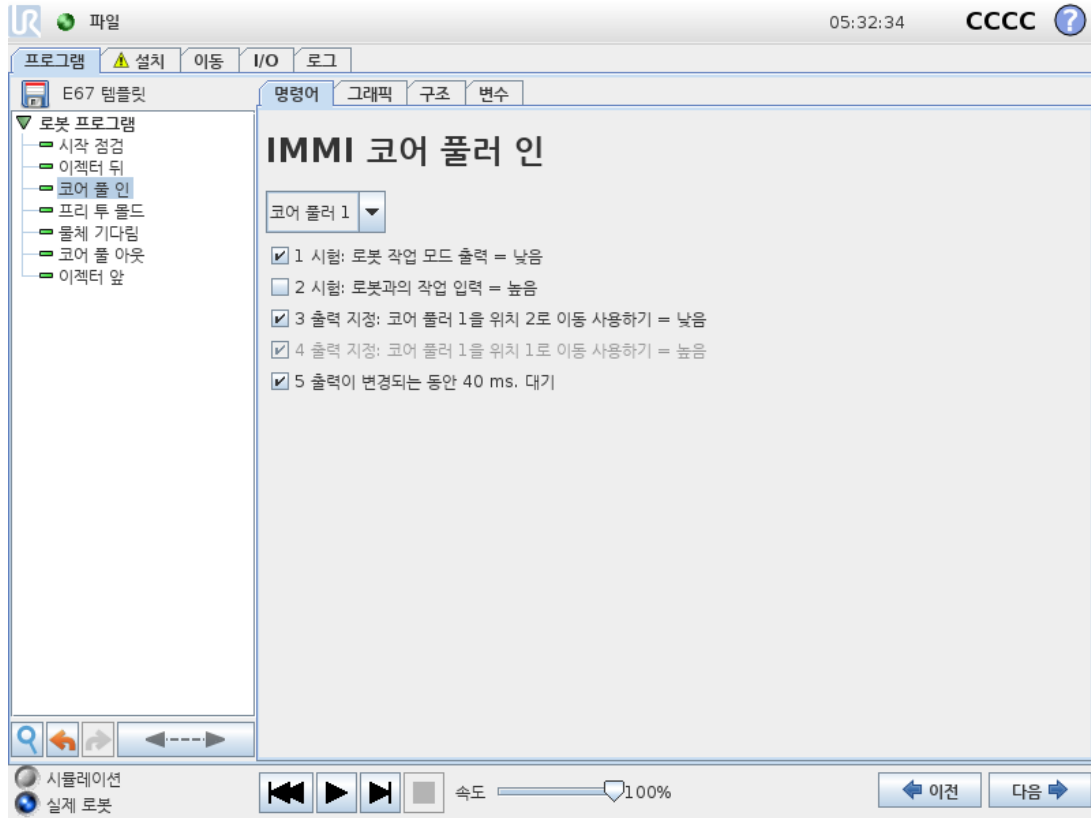 UR 파일 05:32:34 CCCC ?
프로그램 설치 이동 I/O 로그
E67 템플릿 명령어 그래픽 구조 변수
로봇 프로그램
시작 점검
이젝터 뒤
코어 풀 인
프리 투 몰드
물체 기다림
코어 풀 아웃
이젝터 앞
IMMI 코어 풀러 인
코어 풀러 1
1 시험: 로봇 작업 모드 출력 = 낮음
2 시험: 로봇과의 작업 입력 = 높음
3 출력 지정: 코어 풀러 1을 위치 2로 이동 사용하기 = 낮음
4 출력 지정: 코어 풀러 1을 위치 1로 이동 사용하기 = 높음
5 출력이 변경되는 동안 40 ms. 대기
시뮬레이션
실제 로봇
속도 100% 이전 다음